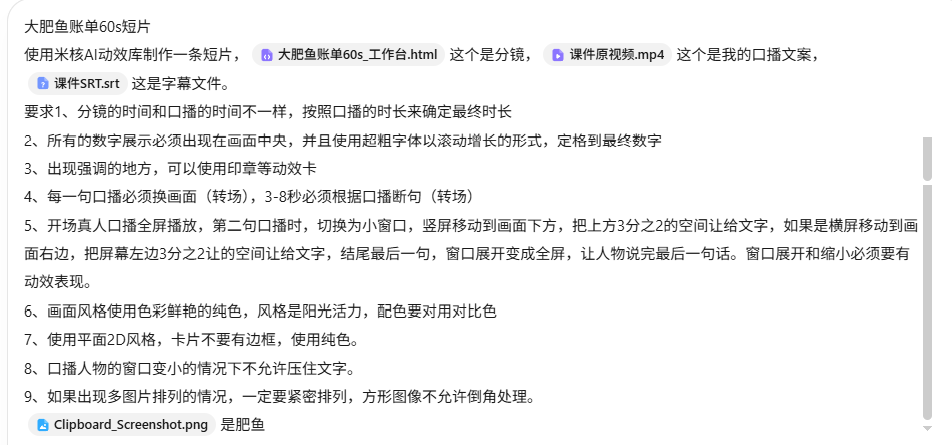 大肥鱼账单60s短片
使用米核AI动效库制作一条短片， 大肥鱼账单60s_工作台.html 这个是分镜， 课件原视频.mp4 这个是我的口播文案，
课件SRT.srt 这是字幕文件。
要求1、分镜的时间和口播的时间不一样，按照口播的时长来确定最终时长
2、所有的数字展示必须出现在画面中央，并且使用超粗字体以滚动增长的形式，定格到最终数字
3、出现强调的地方，可以使用印章等动效卡
4、每一句口播必须换画面（转场），3-8秒必须根据口播断句（转场）
5、开场真人口播全屏播放，第二句口播时，切换为小窗口，竖屏移动到画面下方，把上方3分之2的空间让给文字，如果是横屏移动到画
面右边，把屏幕左边3分之2让的空间让给文字，结尾最后一句，窗口展开变成全屏，让人物说完最后一句话。窗口展开和缩小必须要有
动效表现。
6、画面风格使用色彩鲜艳的纯色，风格是阳光活力，配色要对用对比色
7、使用平面2D风格，卡片不要有边框，使用纯色。
8、口播人物的窗口变小的情况下不允许压住文字。
9、如果出现多图片排列的情况，一定要紧密排列，方形图像不允许倒角处理。
Clipboard_Screenshot.png 是肥鱼